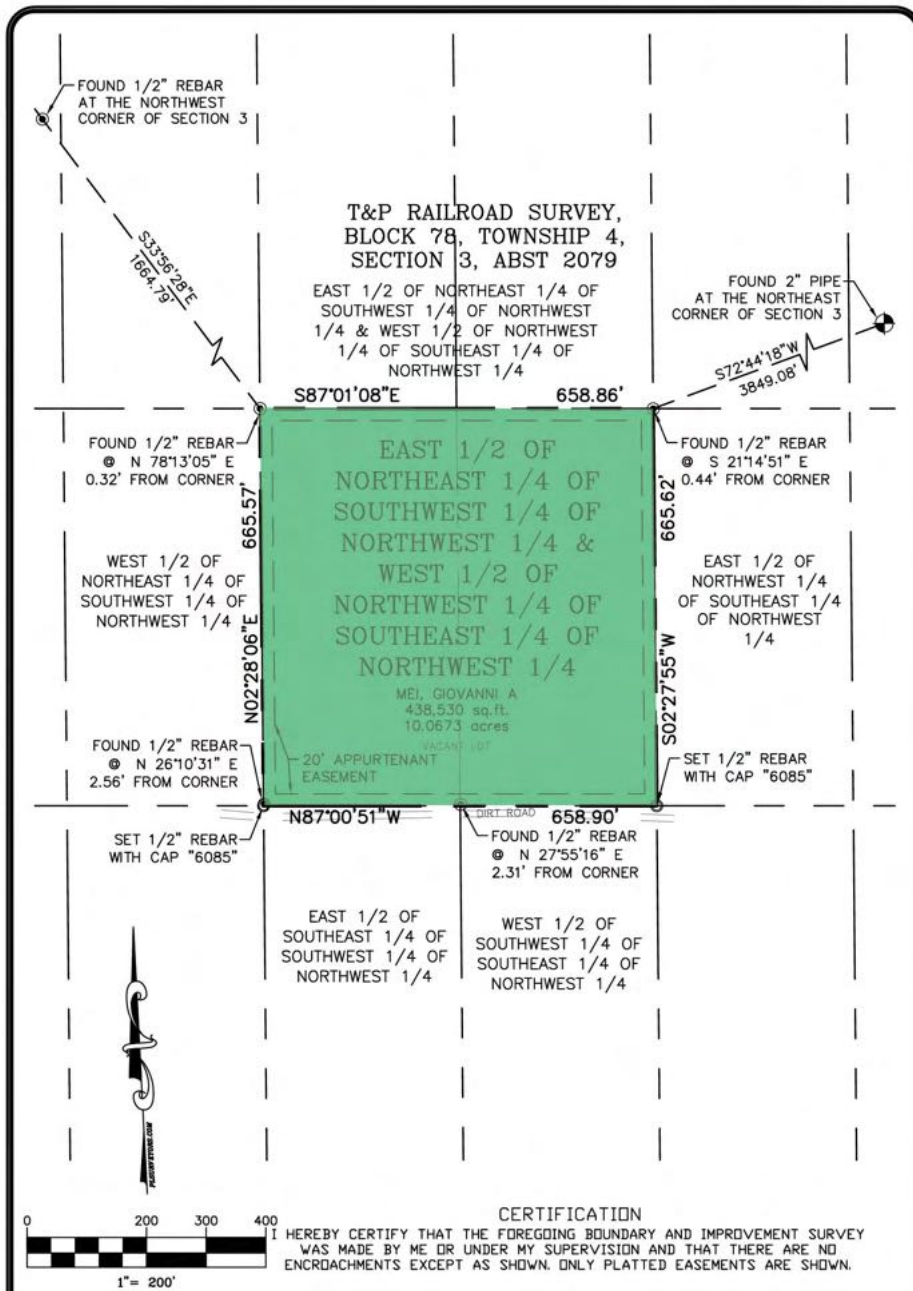 FOUND 1/2" REBAR
AT THE NORTHWEST
CORNER OF SECTION 3
S33°56'28"E
1664.79'
T&P RAILROAD SURVEY,
BLOCK 78, TOWNSHIP 4,
SECTION 3, ABST 2079
EAST 1/2 OF NORTHEAST 1/4 OF
SOUTHWEST 1/4 OF NORTHWEST
1/4 & WEST 1/2 OF NORTHWEST
1/4 OF SOUTHEAST 1/4 OF
NORTHWEST 1/4
FOUND 2" PIPE
AT THE NORTHEAST
CORNER OF SECTION 3
S72°44'18"W
3849.08'
S87°01'08"E
658.86'
FOUND 1/2" REBAR
@ N 78°13'05" E
0.32' FROM CORNER
FOUND 1/2" REBAR
@ S 21°14'51" E
0.44' FROM CORNER
665.57'
N02°28'06"E
665.62'
S02°27'55"W
WEST 1/2 OF
NORTHEAST 1/4 OF
SOUTHWEST 1/4 OF
NORTHWEST 1/4
EAST 1/2 OF
NORTHEAST 1/4 OF
SOUTHWEST 1/4 OF
NORTHWEST 1/4 &
WEST 1/2 OF
NORTHWEST 1/4 OF
SOUTHEAST 1/4 OF
NORTHWEST 1/4
MEI, GIOVANNI A
438,530 sq.ft.
10.0673 acres
VACANT LOT
EAST 1/2 OF
NORTHWEST 1/4
OF SOUTHEAST 1/4
OF NORTHWEST
1/4
FOUND 1/2" REBAR
@ N 26°10'31" E
2.56' FROM CORNER
20' APPURTENANT
EASEMENT
SET 1/2" REBAR
WITH CAP "6085"
SET 1/2" REBAR
WITH CAP "6085"
N87°00'51"W
DIRT ROAD
658.90'
FOUND 1/2" REBAR
@ N 27°55'16" E
2.31' FROM CORNER
EAST 1/2 OF
SOUTHEAST 1/4 OF
SOUTHWEST 1/4 OF
NORTHWEST 1/4
WEST 1/2 OF
SOUTHWEST 1/4 OF
SOUTHEAST 1/4 OF
NORTHWEST 1/4
PLSURVEYORS.COM
0 200 300 400
1"= 200'
CERTIFICATION
I HEREBY CERTIFY THAT THE FOREGOING BOUNDARY AND IMPROVEMENT SURVEY
WAS MADE BY ME OR UNDER MY SUPERVISION AND THAT THERE ARE NO
ENCROACHMENTS EXCEPT AS SHOWN. ONLY PLATTED EASEMENTS ARE SHOWN.